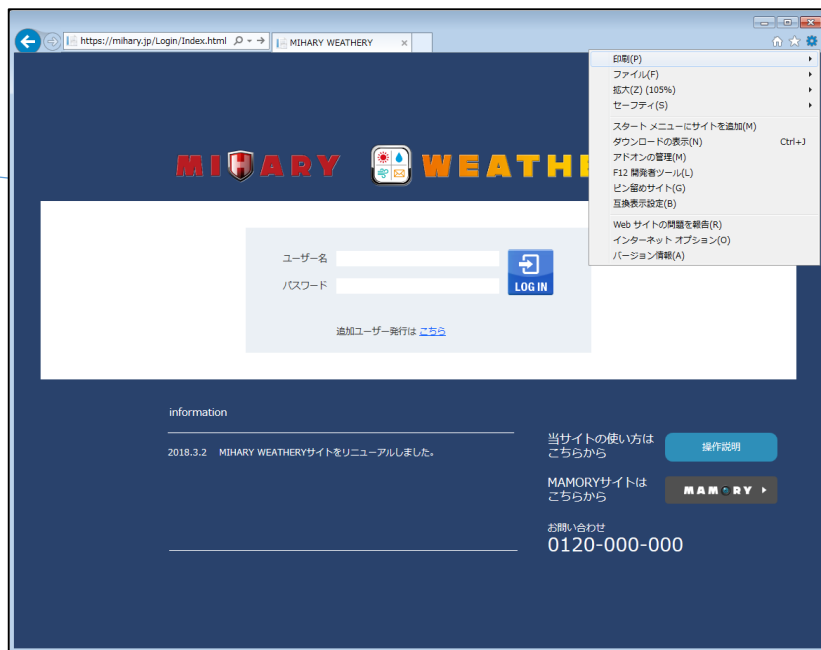 https://mihary.jp/Login/Index.html
MIHARY WEATHERY
印刷(P)
ファイル(F)
拡大(Z) (105%)
セーフティ(S)
スタート メニューにサイトを追加(M)
ダウンロードの表示(N) Ctrl+J
アドオンの管理(M)
F12 開発者ツール(L)
ピン留めサイト(G)
互換表示設定(B)
Web サイトの問題を報告(R)
インターネット オプション(O)
バージョン情報(A)
MIHARY WEATHE
ユーザー名
パスワード
LOG IN
追加ユーザー発行は こちら
information
2018.3.2 MIHARY WEATHERYサイトをリニューアルしました。
当サイトの使い方は
こちらから
操作説明
MAMORYサイトは
こちらから
MAMORY
お問い合わせ
0120-000-000